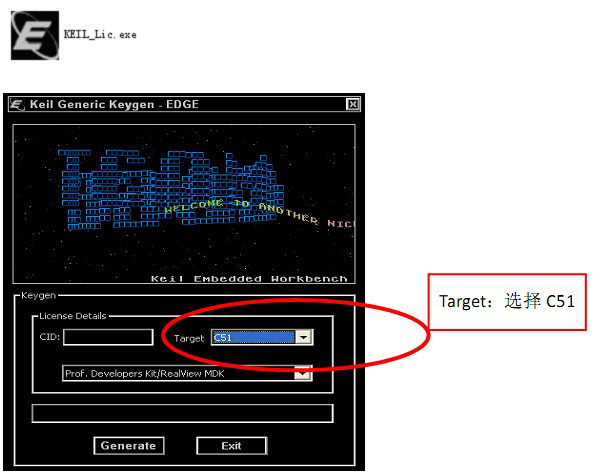 KEIL_Lic.exe
Keil Generic Keygen - EDGE
TEAM
WELCOME TO ANOTHER NIC
Keil Embedded Workbench
Keygen
License Details
CID:
Target
C51
Target：选择 C51
Prof. Developers Kit/RealView MDK
Generate
Exit